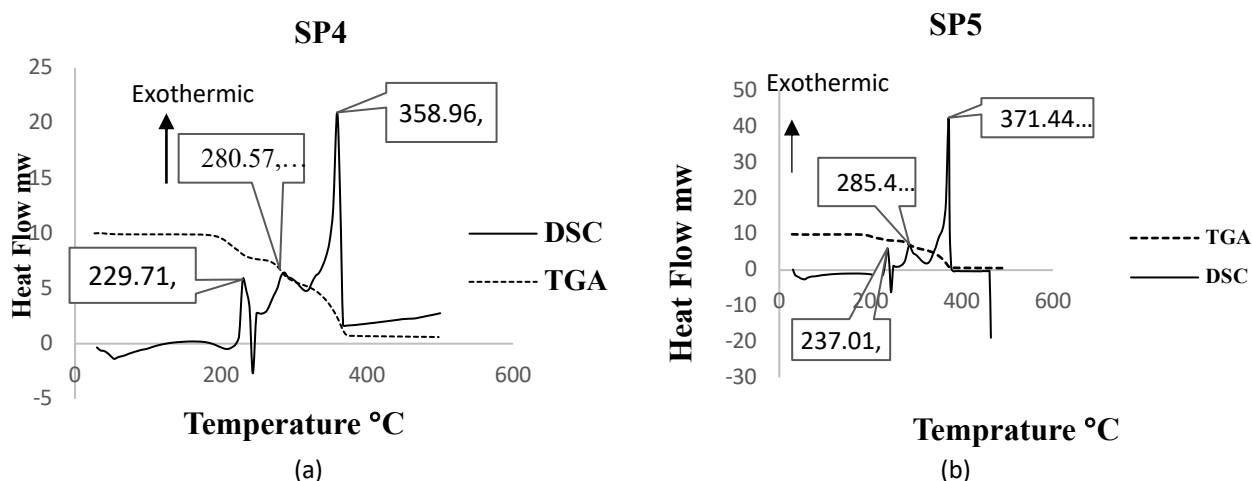 SP4
25
20
15
10
5
0
-5
0
200
400
600
Heat Flow mw
Exothermic
358.96,
280.57,…
229.71,
DSC
TGA
Temperature °C
(a)
SP5
50
40
30
20
10
0
-10
-20
-30
0
200
400
600
Heat Flow mw
Exothermic
371.44…
285.4…
237.01,
TGA
DSC
Temprature °C
(b)